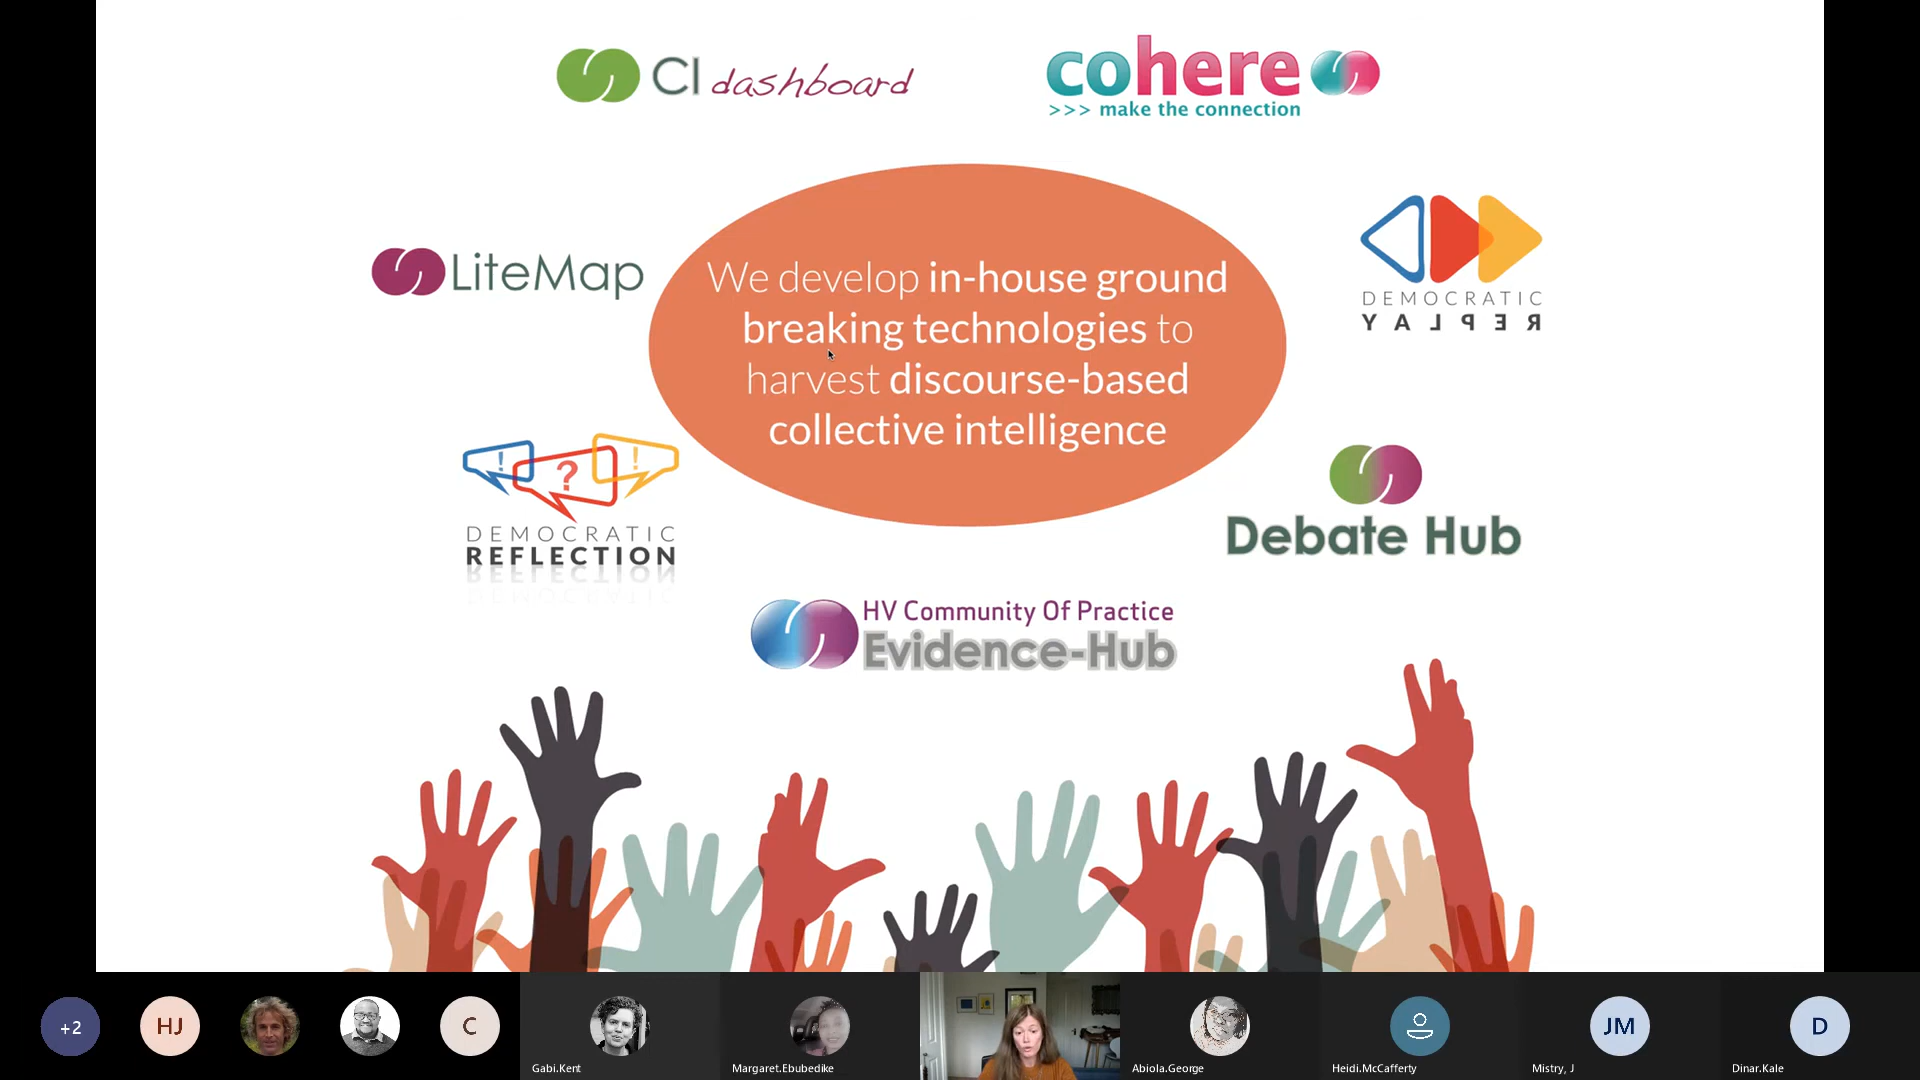 CI dashboard
cohere
>>> make the connection
LiteMap
We develop in-house ground
breaking technologies to
harvest discourse-based
collective intelligence
DEMOCRATIC
REPLAY
! ? !
DEMOCRATIC
REFLECTION
Debate Hub
HV Community Of Practice
Evidence-Hub
+2
HJ
C
Gabi.Kent
Margaret.Ebubedike
Abiola.George
Heidi.McCafferty
JM
Mistry, J
D
Dinar.Kale